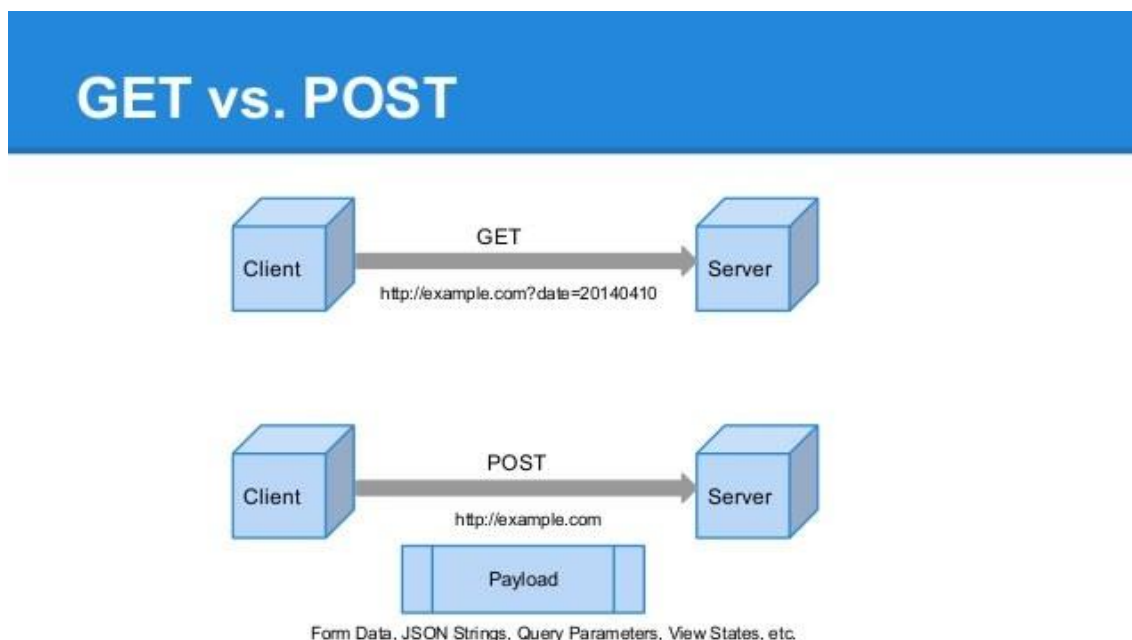 GET vs. POST
GET
Client
Server
http://example.com?date=20140410
POST
Client
Server
http://example.com
Payload
Form Data, JSON Strings, Query Parameters, View States, etc.